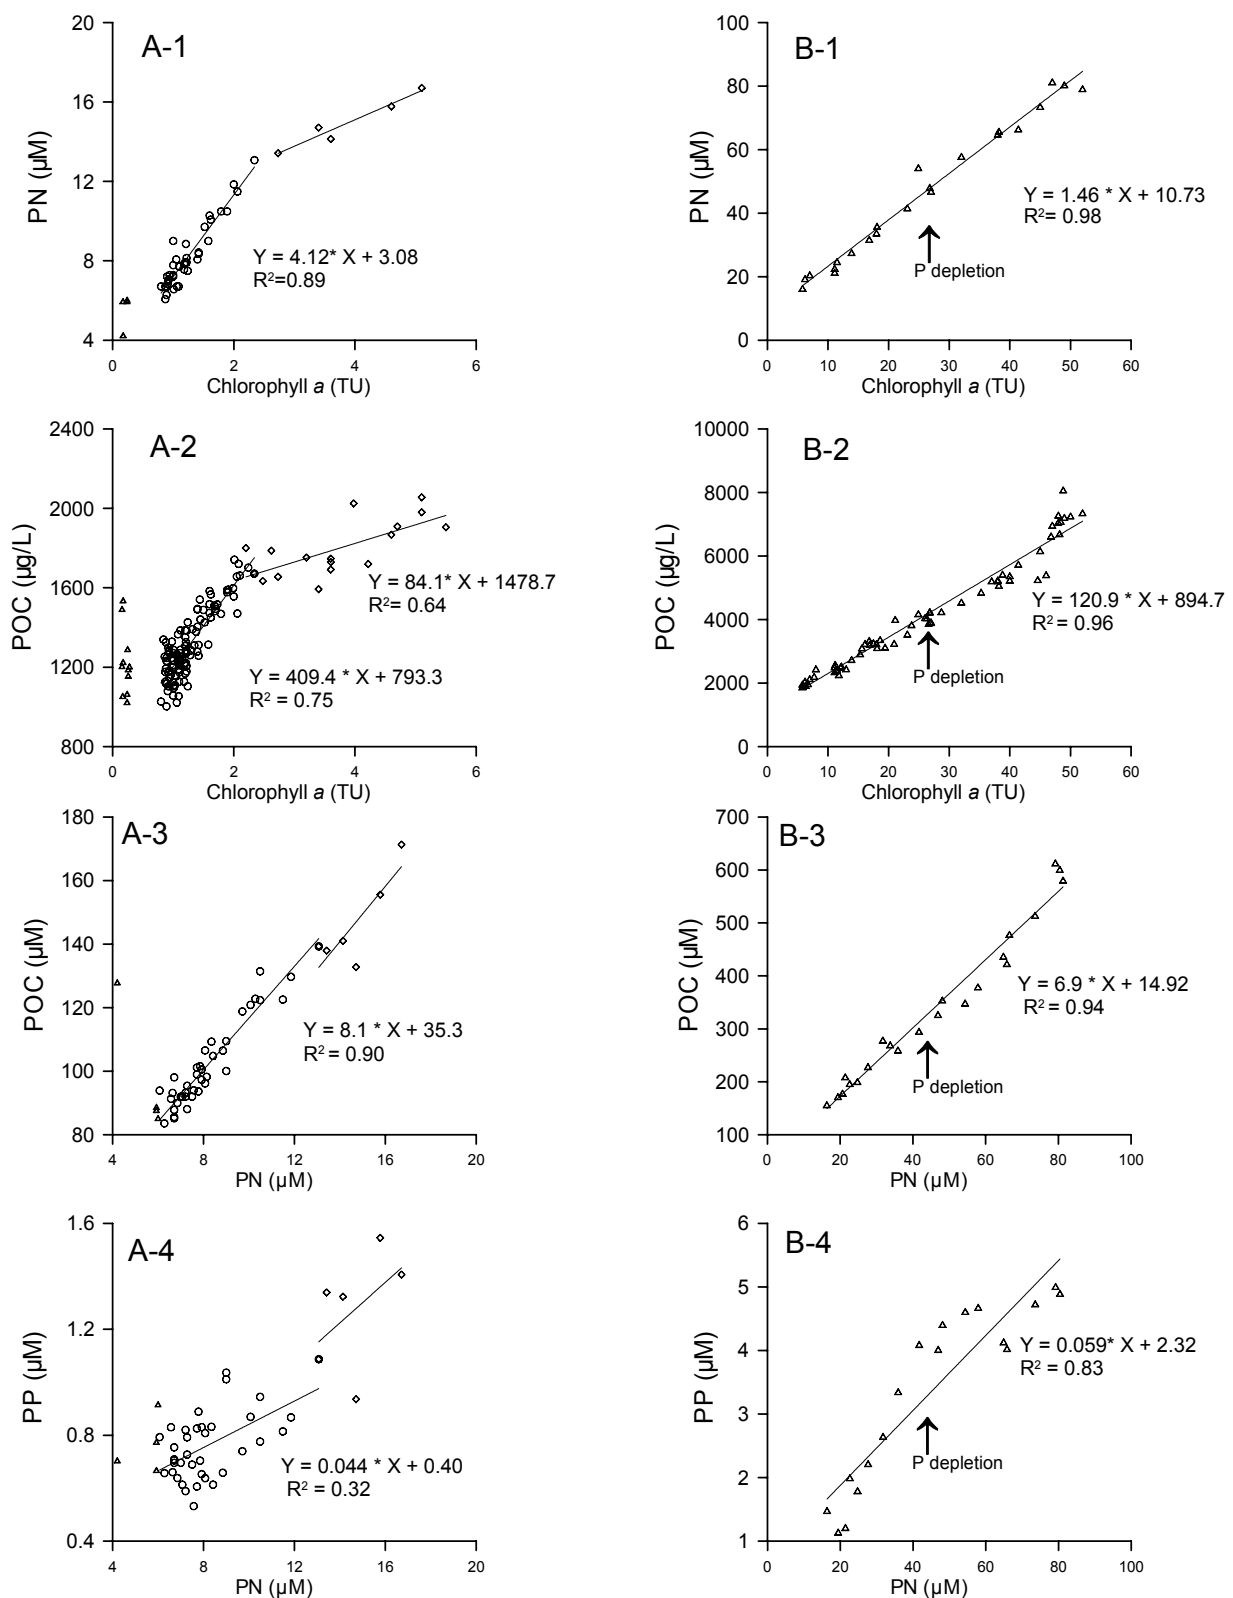 A-1
PN (µM)
20
16
12
8
4
Y = 4.12* X + 3.08
R²=0.89
0 2 4 6
Chlorophyll a (TU)
B-1
PN (µM)
100
80
60
40
20
0
Y = 1.46 * X + 10.73
R²= 0.98
P depletion
0 10 20 30 40 50 60
Chlorophyll a (TU)
A-2
POC (µg/L)
2400
2000
1600
1200
800
Y = 84.1* X + 1478.7
R²= 0.64
Y = 409.4 * X + 793.3
R² = 0.75
0 2 4 6
Chlorophyll a (TU)
B-2
POC (µg/L)
10000
8000
6000
4000
2000
0
Y = 120.9 * X + 894.7
R² = 0.96
P depletion
0 10 20 30 40 50 60
Chlorophyll a (TU)
A-3
POC (µM)
180
160
140
120
100
80
Y = 8.1 * X + 35.3
R² = 0.90
4 8 12 16 20
PN (µM)
B-3
POC (µM)
700
600
500
400
300
200
100
Y = 6.9 * X + 14.92
R² = 0.94
P depletion
0 20 40 60 80 100
PN (µM)
A-4
PP (µM)
1.6
1.2
0.8
0.4
Y = 0.044 * X + 0.40
R² = 0.32
4 8 12 16 20
PN (µM)
B-4
PP (µM)
6
5
4
3
2
1
Y = 0.059* X + 2.32
R² = 0.83
P depletion
0 20 40 60 80 100
PN (µM)